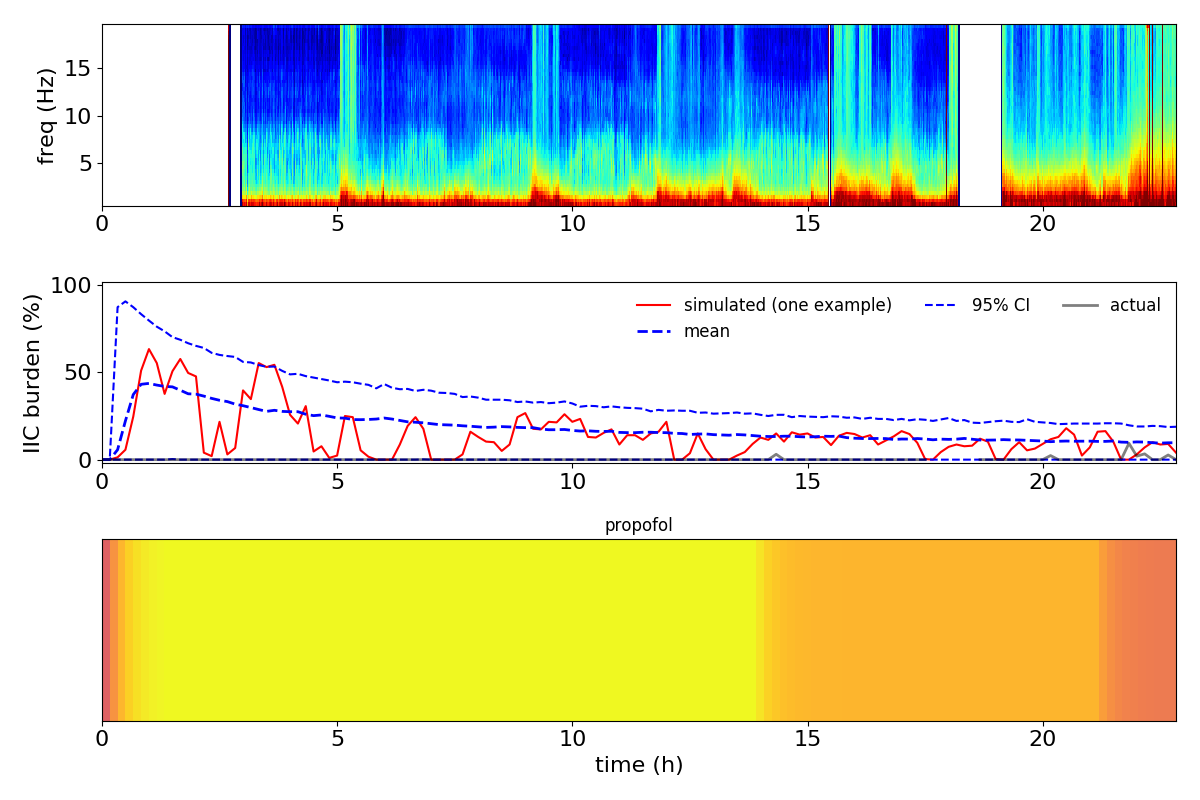 freq (Hz)
15
10
5
0 5 10 15 20
IIC burden (%)
100
50
0
simulated (one example)
mean
95% CI
actual
0 5 10 15 20
propofol
0 5 10 15 20
time (h)